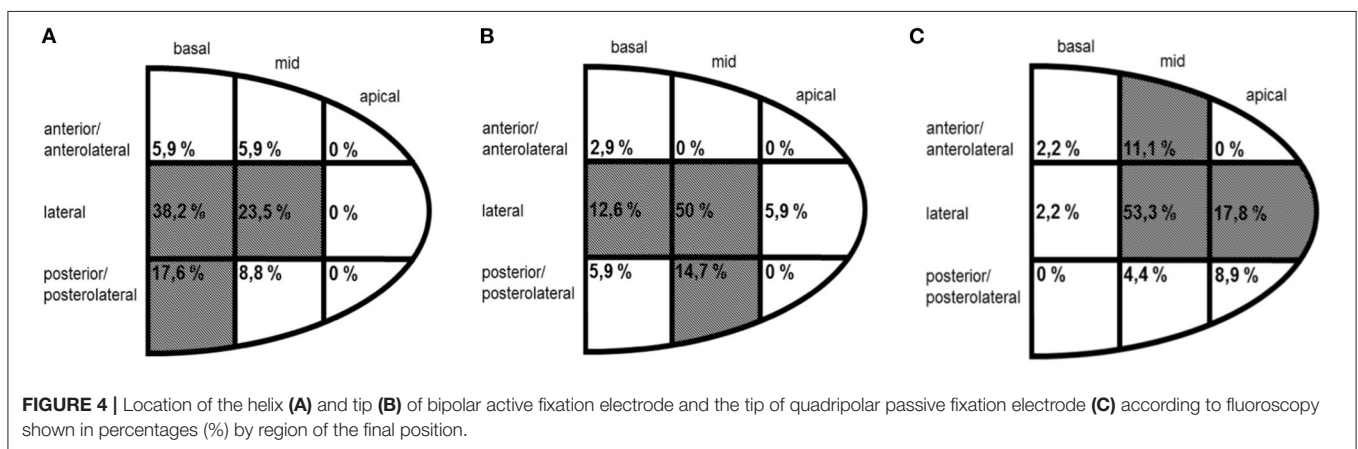 A
basal
mid
apical
anterior/
anterolateral
5,9 % 5,9 % 0 %
lateral
38,2 % 23,5 % 0 %
posterior/
posterolateral
17,6 % 8,8 % 0 %
B
basal
mid
apical
anterior/
anterolateral
2,9 % 0 % 0 %
lateral
12,6 % 50 % 5,9 %
posterior/
posterolateral
5,9 % 14,7 % 0 %
C
basal
mid
apical
anterior/
anterolateral
2,2 % 11,1 % 0 %
lateral
2,2 % 53,3 % 17,8 %
posterior/
posterolateral
0 % 4,4 % 8,9 %
FIGURE 4 | Location of the helix (A) and tip (B) of bipolar active fixation electrode and the tip of quadripolar passive fixation electrode (C) according to fluoroscopy
shown in percentages (%) by region of the final position.